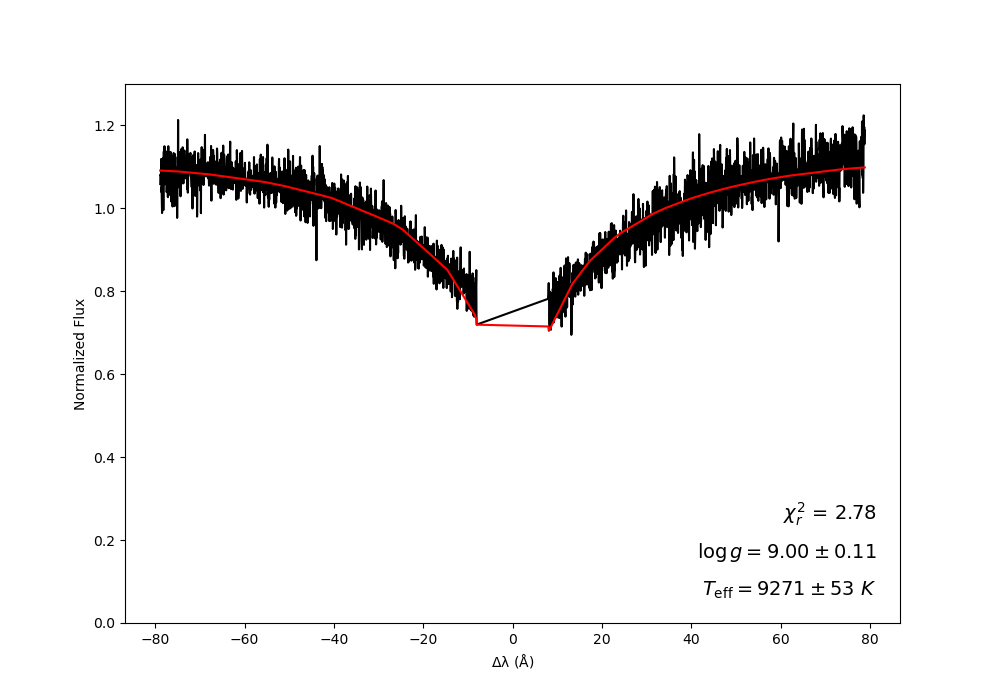 1.2
1.0
0.8
0.6
0.4
0.2
0.0
Normalized Flux
χ²ᵣ = 2.78
log g = 9.00 ± 0.11
T_eff = 9271 ± 53 K
−80 −60 −40 −20 0 20 40 60 80
Δλ (Å)